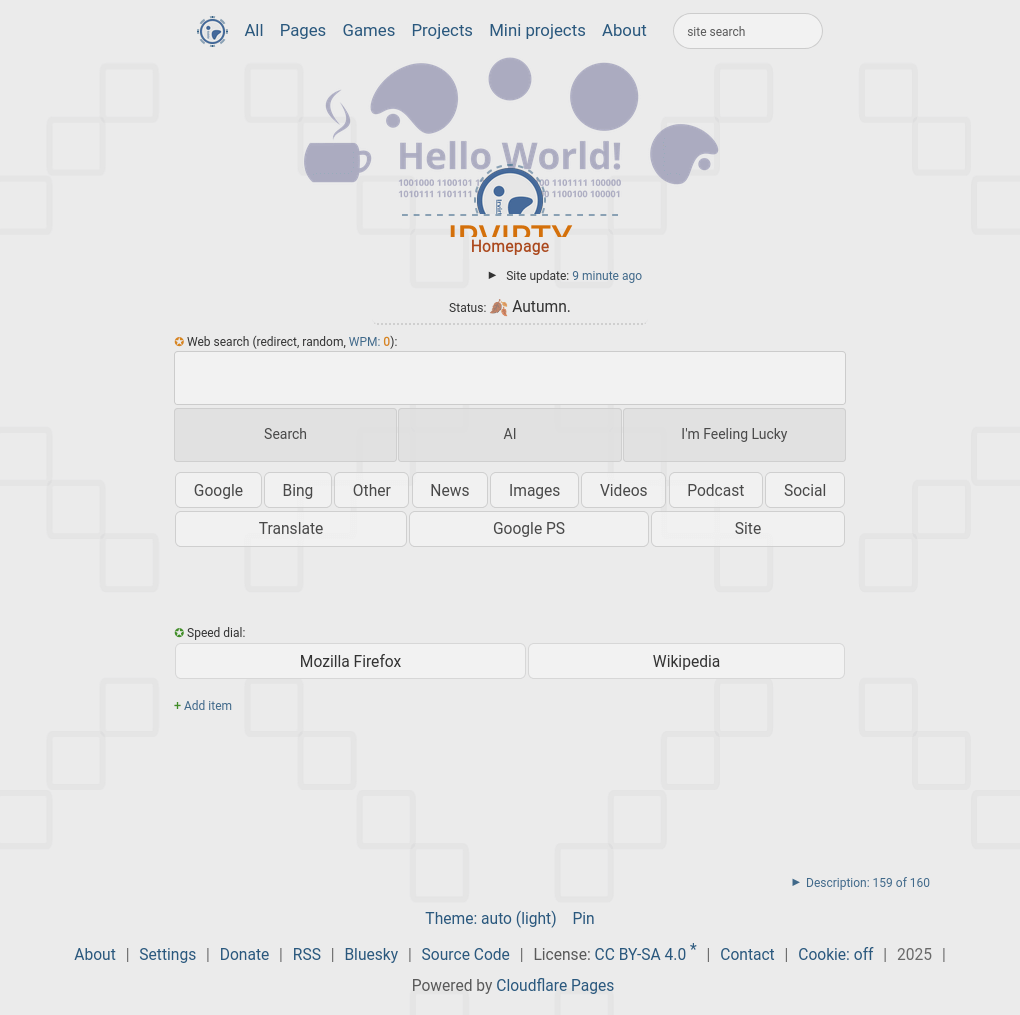 All Pages Games Projects Mini projects About site search
Hello World!
1001000 1100101 1101111 100000
1010111 1101111 1100100 100001
Homepage
► Site update: 9 minute ago
Status: 🍂 Autumn.
✪ Web search (redirect, random, WPM: 0):
Search AI I'm Feeling Lucky
Google Bing Other News Images Videos Podcast Social
Translate Google PS Site
✪ Speed dial:
Mozilla Firefox Wikipedia
+ Add item
► Description: 159 of 160
Theme: auto (light) Pin
About | Settings | Donate | RSS | Bluesky | Source Code | License: CC BY-SA 4.0 * | Contact | Cookie: off | 2025 |
Powered by Cloudflare Pages